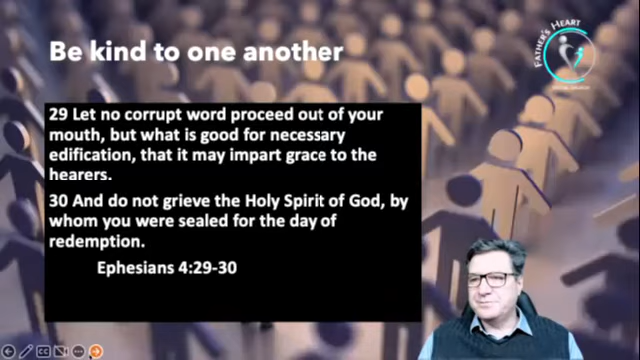 Be kind to one another
FATHER'S HEART
29 Let no corrupt word proceed out of your
mouth, but what is good for necessary
edification, that it may impart grace to the
hearers.
30 And do not grieve the Holy Spirit of God, by
whom you were sealed for the day of
redemption.
Ephesians 4:29-30